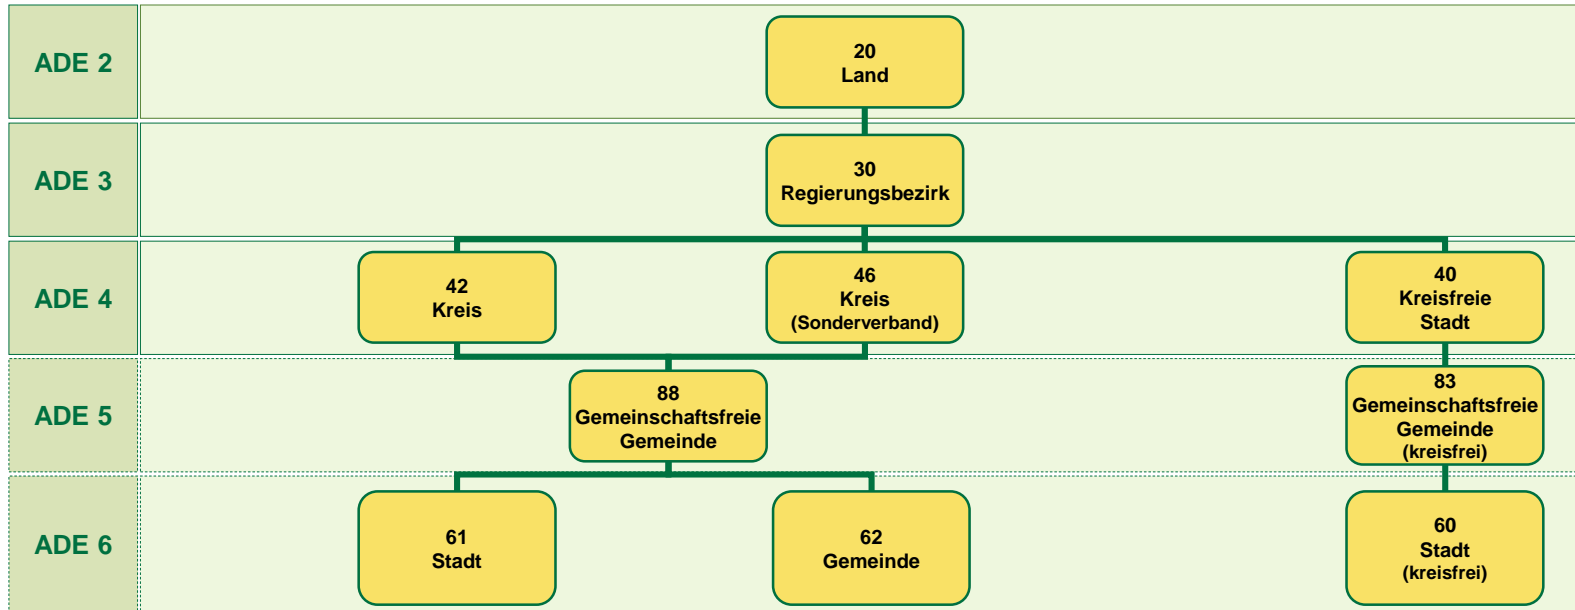 ADE 2
20
Land
ADE 3
30
Regierungsbezirk
ADE 4
42
Kreis
46
Kreis
(Sonderverband)
40
Kreisfreie
Stadt
ADE 5
88
Gemeinschaftsfreie
Gemeinde
83
Gemeinschaftsfreie
Gemeinde
(kreisfrei)
ADE 6
61
Stadt
62
Gemeinde
60
Stadt
(kreisfrei)